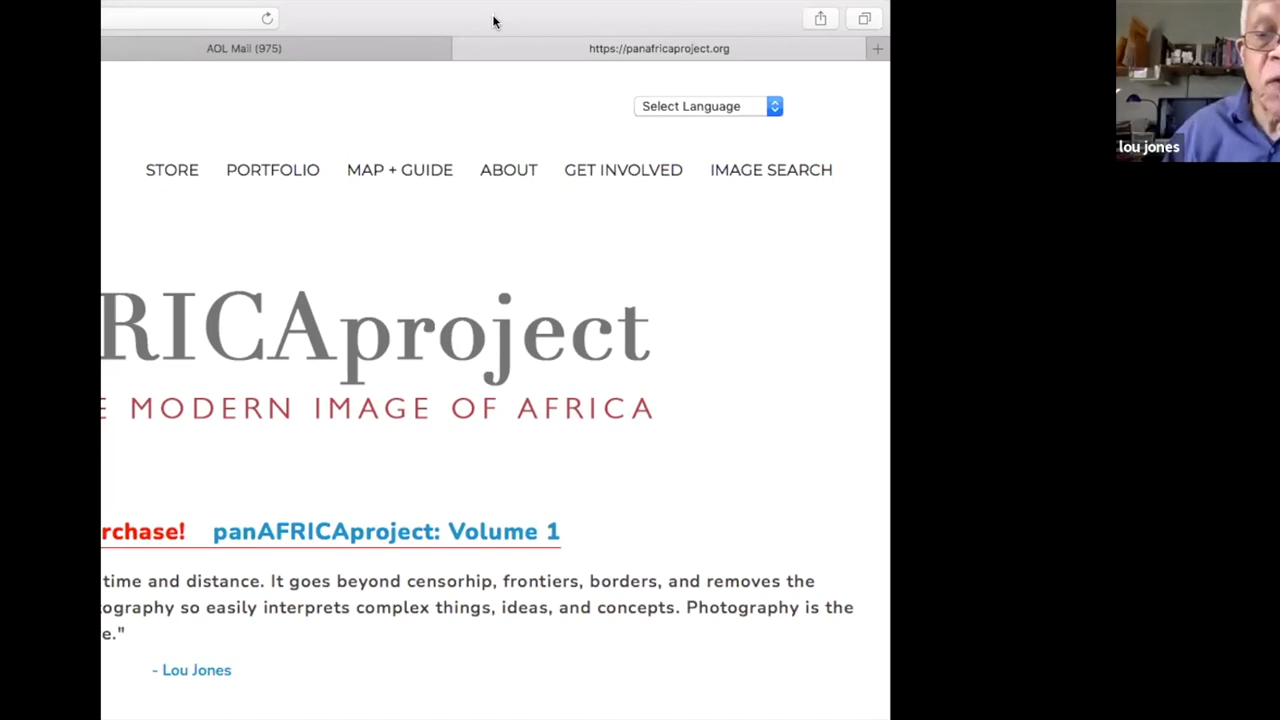 AOL Mail (975)
https://panafricaproject.org
+
Select Language
STORE PORTFOLIO MAP + GUIDE ABOUT GET INVOLVED IMAGE SEARCH
RICAproject
E MODERN IMAGE OF AFRICA
rchase! panAFRICAproject: Volume 1
time and distance. It goes beyond censorhip, frontiers, borders, and removes the
ography so easily interprets complex things, ideas, and concepts. Photography is the
e."
- Lou Jones
lou jones